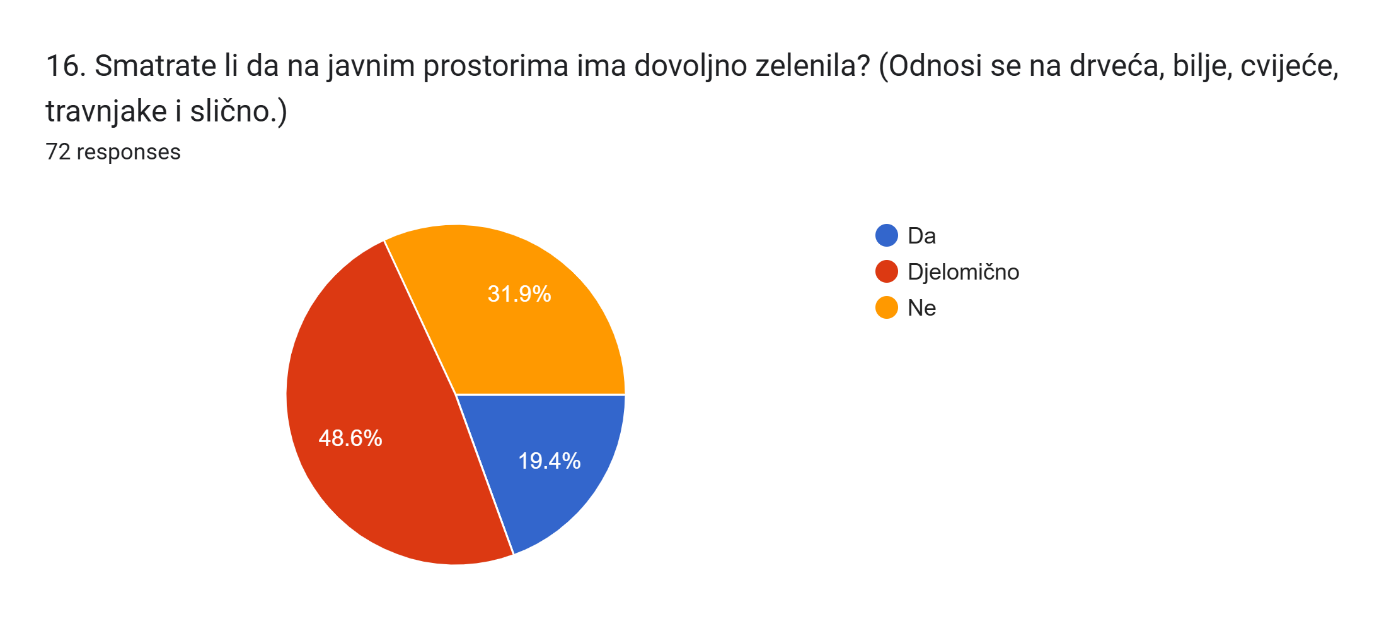 16. Smatrate li da na javnim prostorima ima dovoljno zelenila? (Odnosi se na drveća, bilje, cvijeće,
travnjake i slično.)
72 responses
Da
Djelomično
Ne
31.9%
48.6%
19.4%